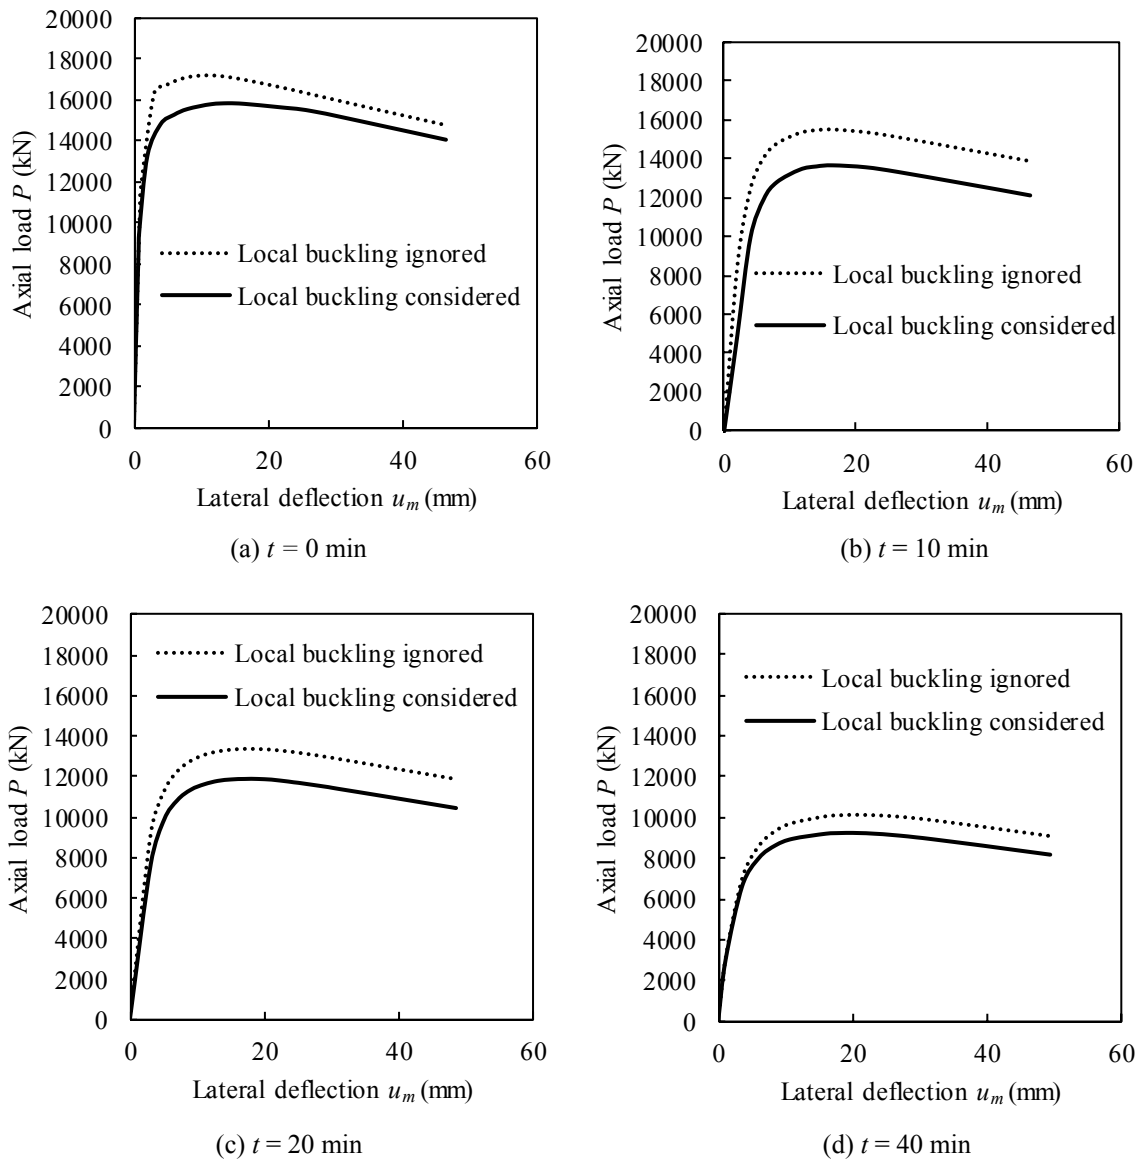 20000
18000
16000
14000
12000
10000
8000
6000
4000
2000
0
Axial load P (kN)
Local buckling ignored
Local buckling considered
0 20 40 60
Lateral deflection um (mm)
(a) t = 0 min
20000
18000
16000
14000
12000
10000
8000
6000
4000
2000
0
Axial load P (kN)
Local buckling ignored
Local buckling considered
0 20 40 60
Lateral deflection um (mm)
(b) t = 10 min
20000
18000
16000
14000
12000
10000
8000
6000
4000
2000
0
Axial load P (kN)
Local buckling ignored
Local buckling considered
0 20 40 60
Lateral deflection um (mm)
(c) t = 20 min
20000
18000
16000
14000
12000
10000
8000
6000
4000
2000
0
Axial load P (kN)
Local buckling ignored
Local buckling considered
0 20 40 60
Lateral deflection um (mm)
(d) t = 40 min